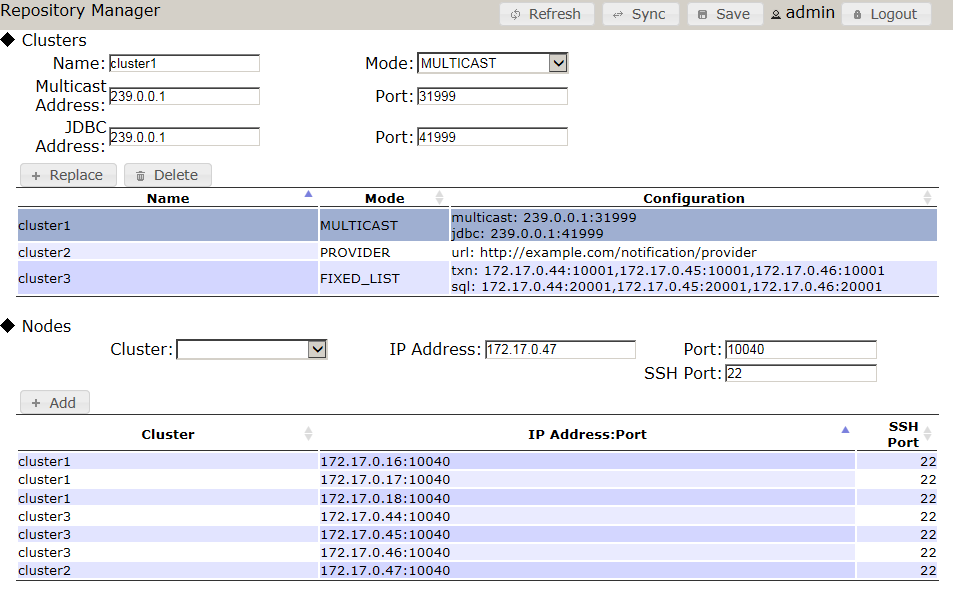 Repository Manager Refresh Sync Save admin Logout
◆ Clusters
Name: cluster1 Mode: MULTICAST
Multicast
Address: 239.0.0.1 Port: 31999
JDBC
Address: 239.0.0.1 Port: 41999
+ Replace Delete
Name Mode Configuration
cluster1 MULTICAST multicast: 239.0.0.1:31999
jdbc: 239.0.0.1:41999
cluster2 PROVIDER url: http://example.com/notification/provider
cluster3 FIXED_LIST txn: 172.17.0.44:10001,172.17.0.45:10001,172.17.0.46:10001
sql: 172.17.0.44:20001,172.17.0.45:20001,172.17.0.46:20001
◆ Nodes
Cluster: IP Address: 172.17.0.47 Port: 10040
SSH Port: 22
+ Add
Cluster IP Address:Port SSH
Port
cluster1 172.17.0.16:10040 22
cluster1 172.17.0.17:10040 22
cluster1 172.17.0.18:10040 22
cluster3 172.17.0.44:10040 22
cluster3 172.17.0.45:10040 22
cluster3 172.17.0.46:10040 22
cluster2 172.17.0.47:10040 22